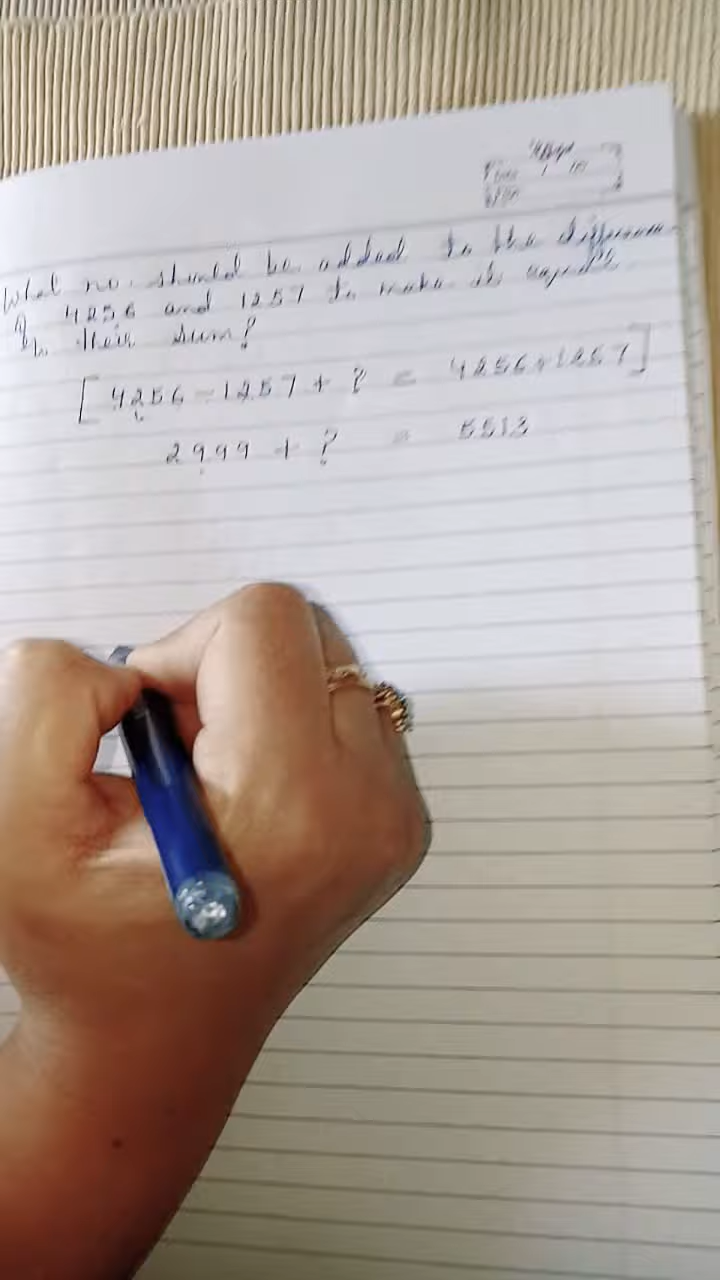 What no. should be added to the difference
of 4256 and 1257 to make it equal
to their sum?
[4256 - 1257 + ? = 4256 + 1257]
2999 + ? = 5513